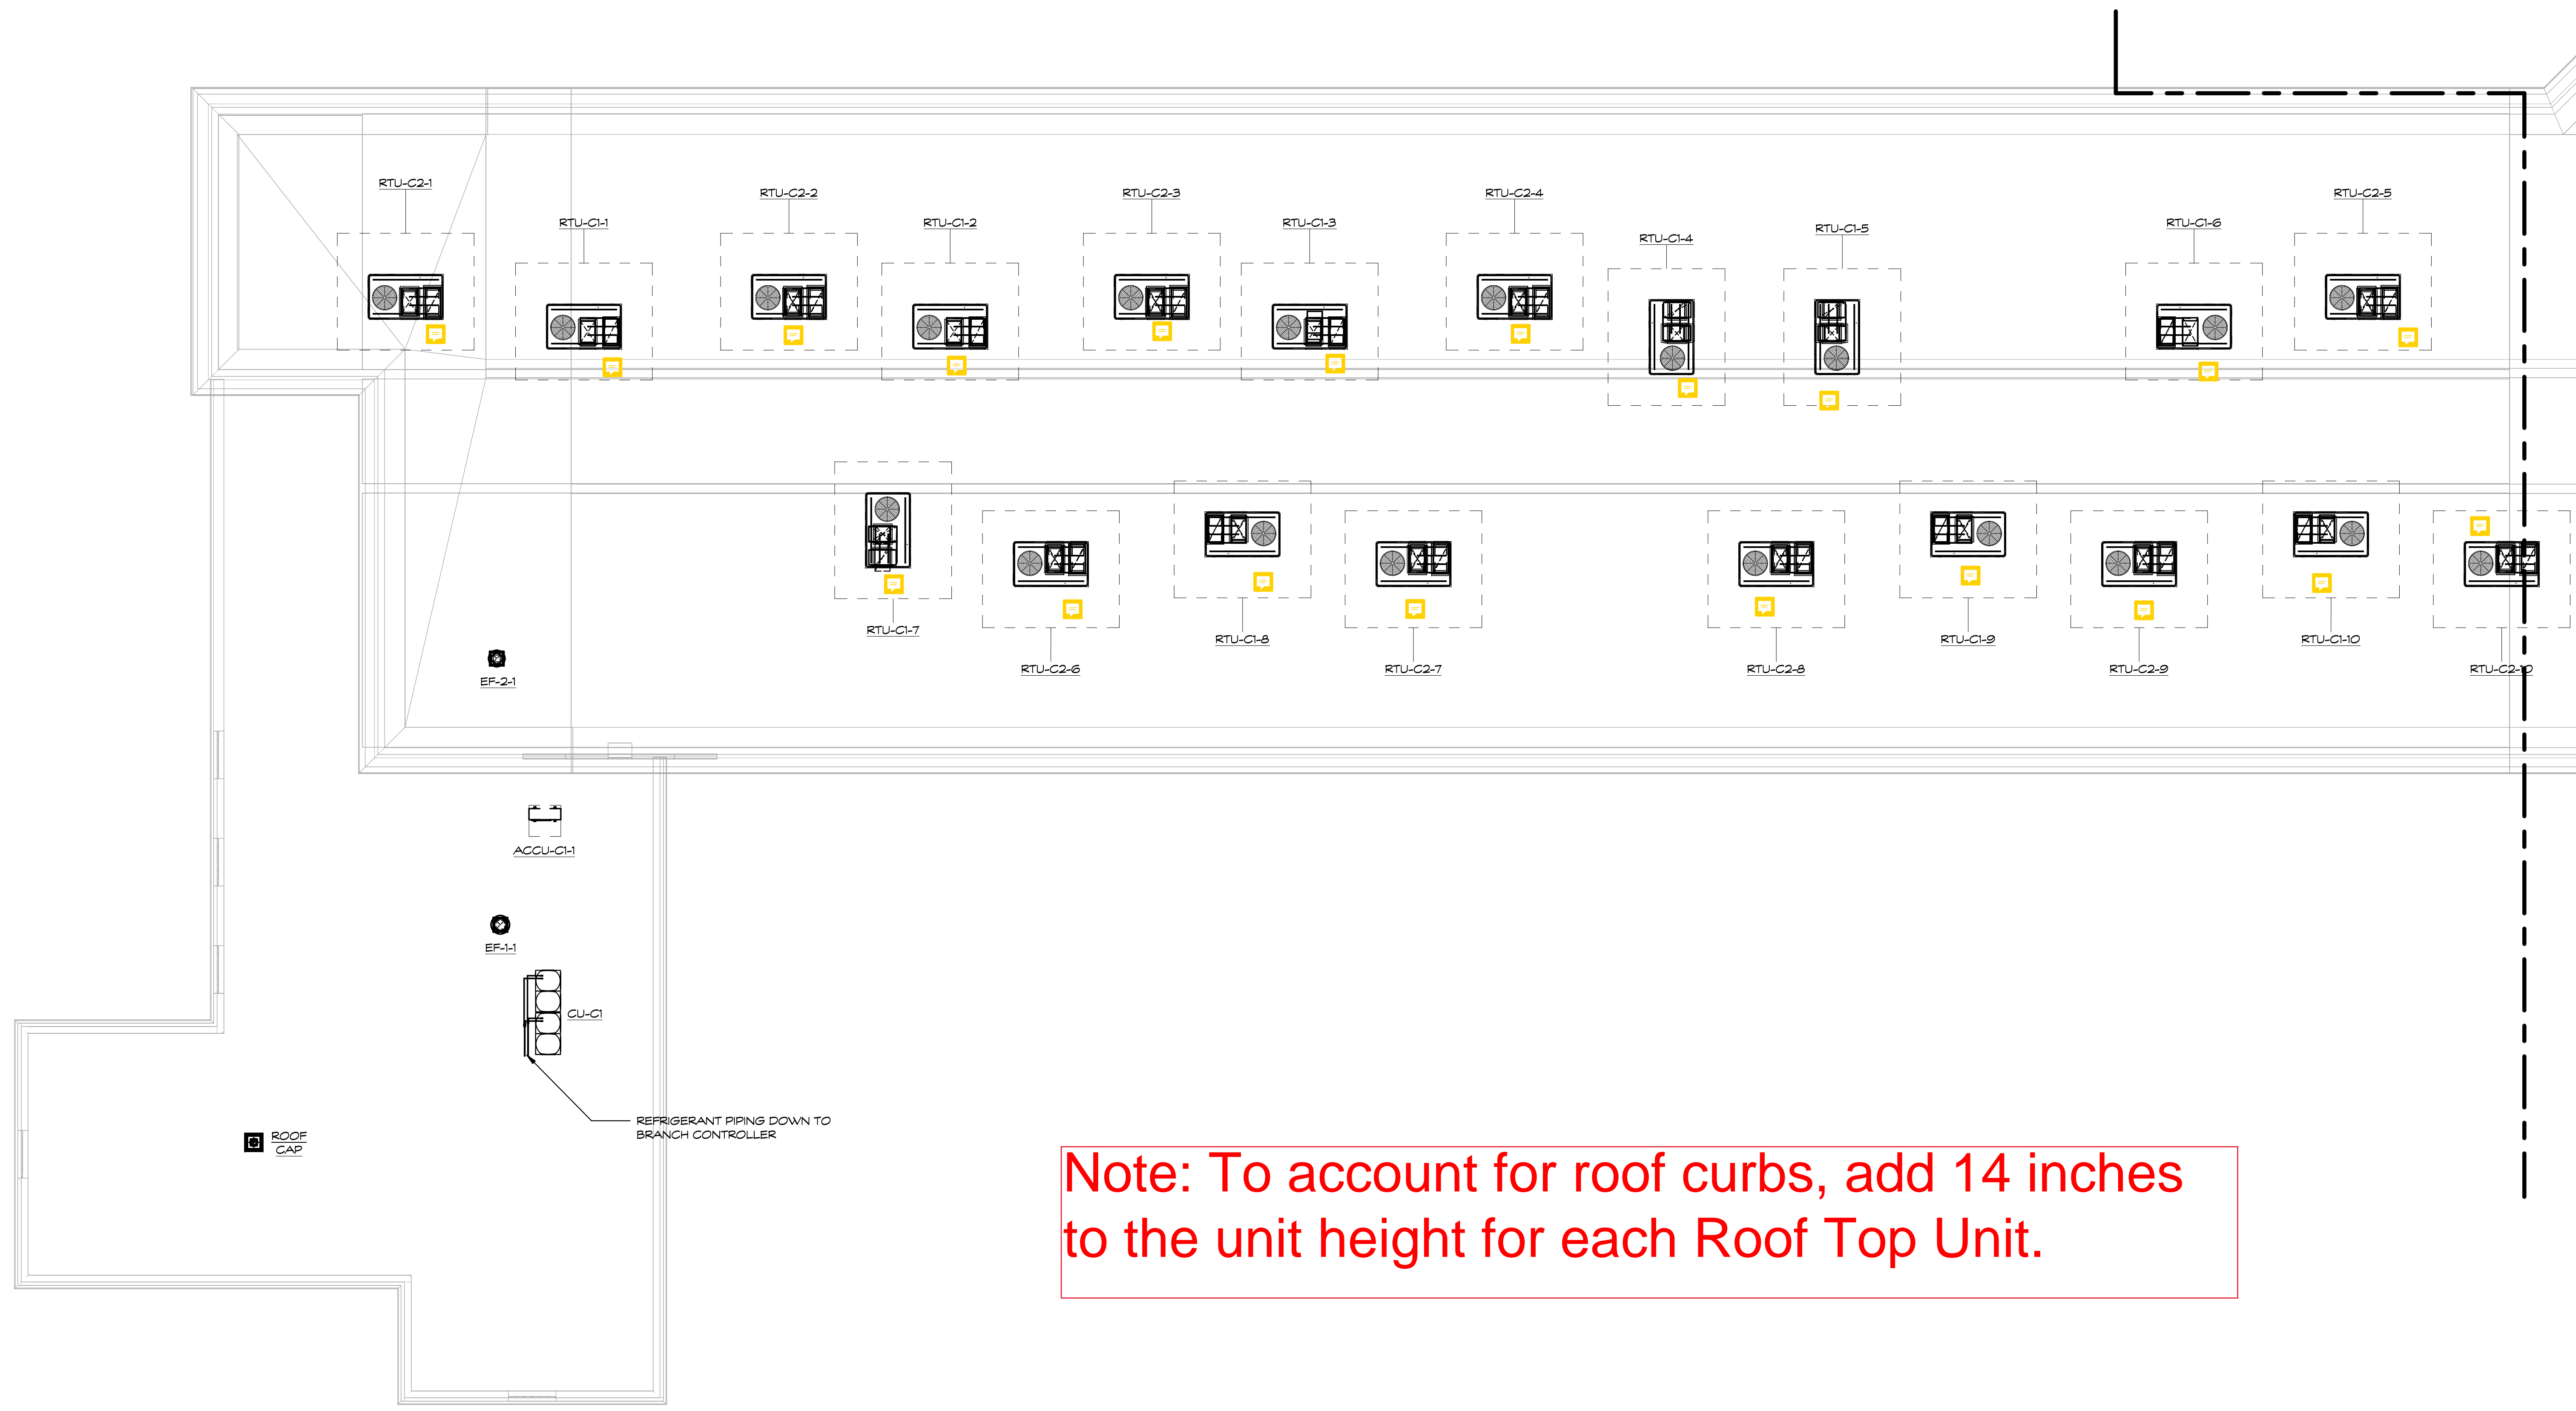 RTU-C2-1
RTU-C1-1
RTU-C2-2
RTU-C1-2
RTU-C2-3
RTU-C1-3
RTU-C2-4
RTU-C1-4
RTU-C1-5
RTU-C1-6
RTU-C2-5
RTU-C1-7
RTU-C2-6
RTU-C1-8
RTU-C2-7
RTU-C2-8
RTU-C1-9
RTU-C2-9
RTU-C1-10
RTU-C2-10
EF-2-1
ACCU-C1-1
EF-1-1
CU-C1
REFRIGERANT PIPING DOWN TO
BRANCH CONTROLLER
ROOF
CAP
Note: To account for roof curbs, add 14 inches
to the unit height for each Roof Top Unit.